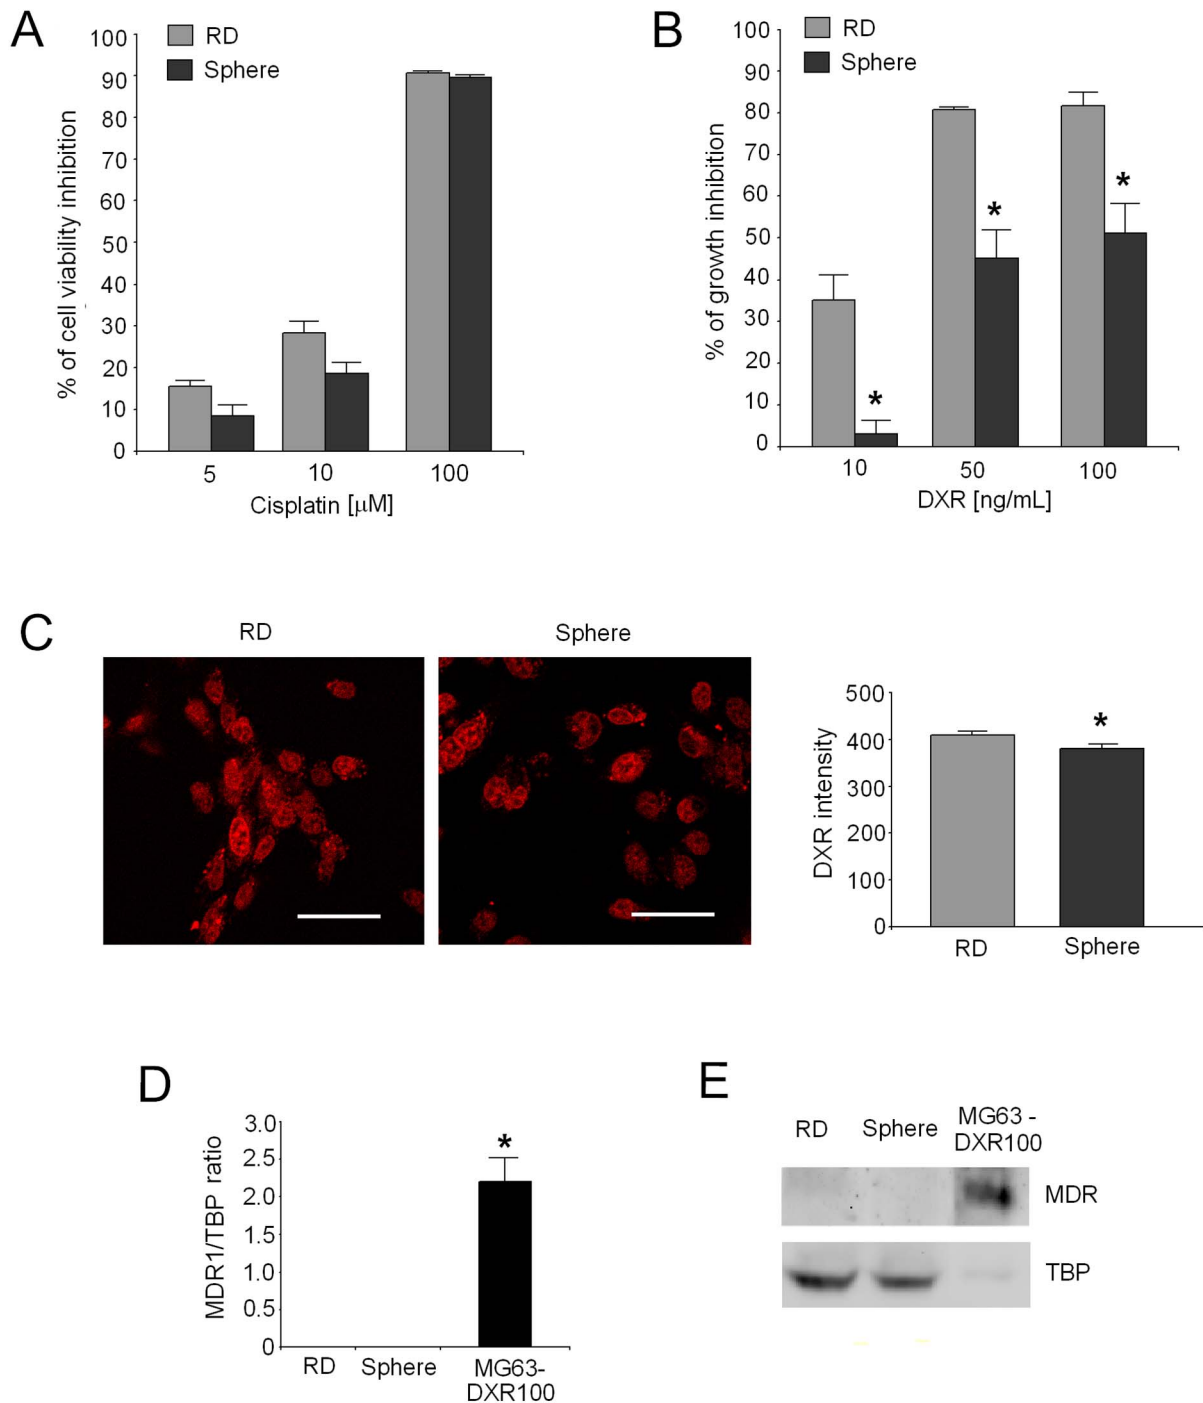 A
% of cell viability inhibition
100
90
80
70
60
50
40
30
20
10
0
RD
Sphere
5 10 100
Cisplatin [µM]
B
% of growth inhibition
100
90
80
70
60
50
40
30
20
10
0
RD
Sphere
*
*
*
10 50 100
DXR [ng/mL]
C
RD
Sphere
DXR intensity
500
400
300
200
100
0
*
RD Sphere
D
MDR1/TBP ratio
3.0
2.5
2.0
1.5
1.0
0.5
0
*
RD Sphere MG63-
DXR100
E
RD Sphere MG63 -
DXR100
MDR
TBP